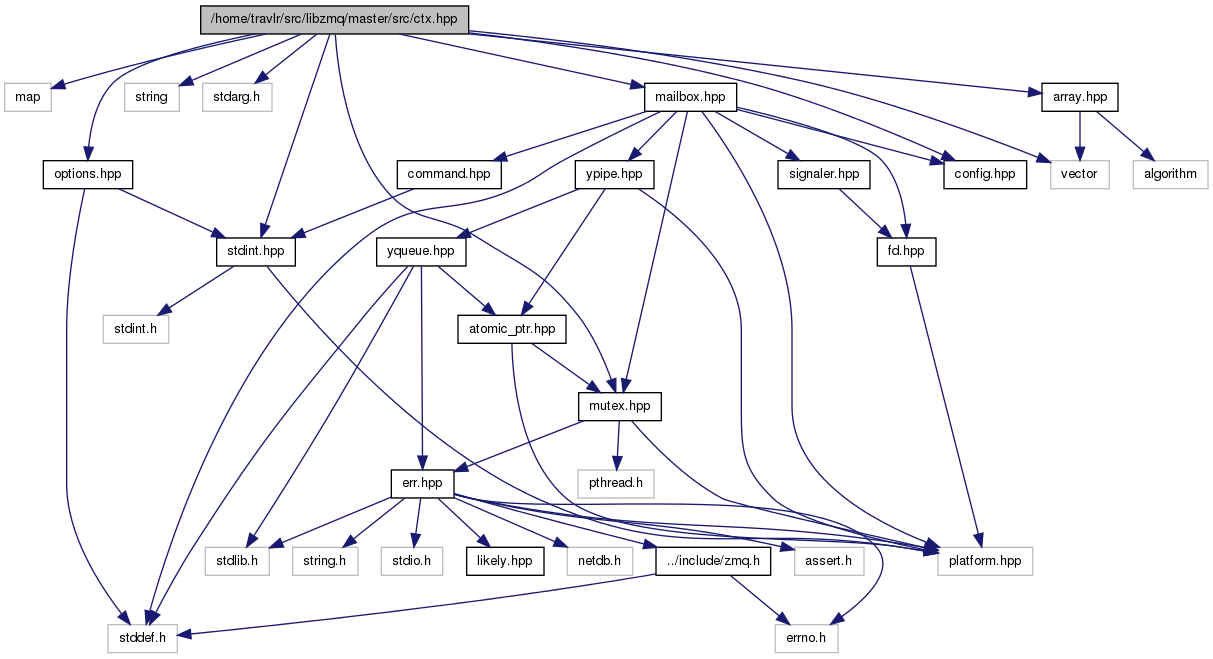 /home/travlr/src/libzmq/master/src/ctx.hpp
map
string
stdarg.h
mailbox.hpp
array.hpp
options.hpp
command.hpp
ypipe.hpp
signaler.hpp
config.hpp
vector
algorithm
stdint.hpp
yqueue.hpp
fd.hpp
stdint.h
atomic_ptr.hpp
mutex.hpp
err.hpp
pthread.h
stdlib.h
string.h
stdio.h
likely.hpp
netdb.h
../include/zmq.h
assert.h
platform.hpp
stddef.h
errno.h